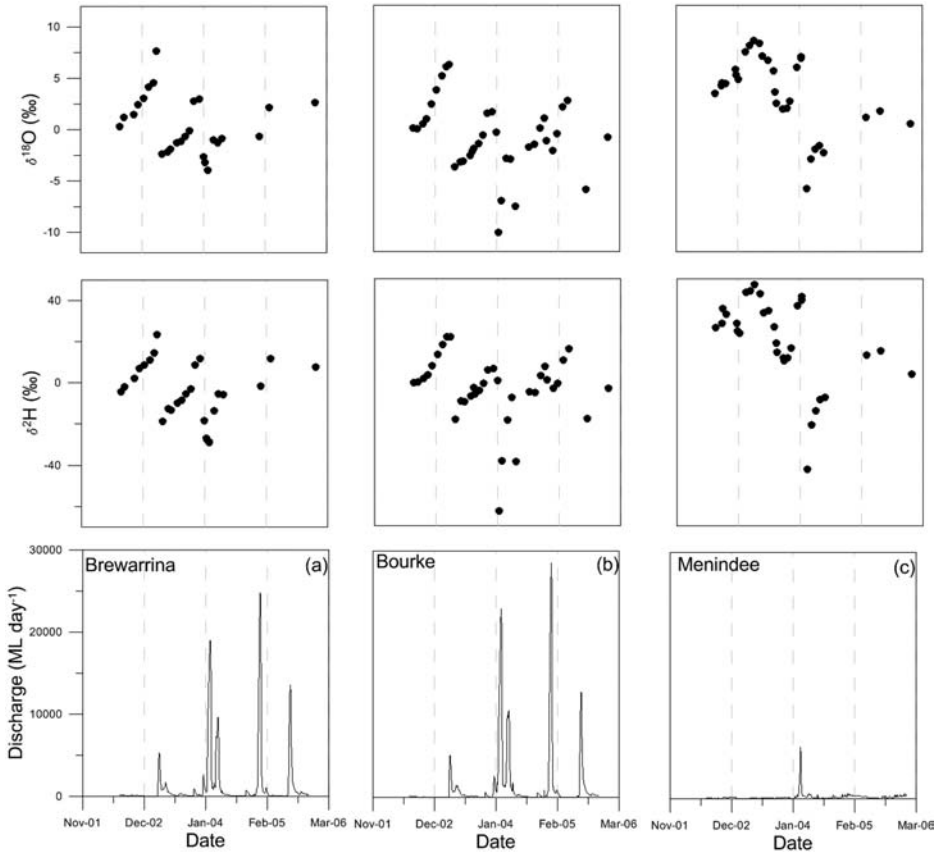 10
5
0
-5
-10
δ¹⁸O (‰)
40
0
-40
δ²H (‰)
30000
20000
10000
0
Discharge (ML day⁻¹)
Brewarrina (a)
Bourke (b)
Menindee (c)
Nov-01 Dec-02 Jan-04 Feb-05 Mar-06
Nov-01 Dec-02 Jan-04 Feb-05 Mar-06
Nov-01 Dec-02 Jan-04 Feb-05 Mar-06
Date
Date
Date